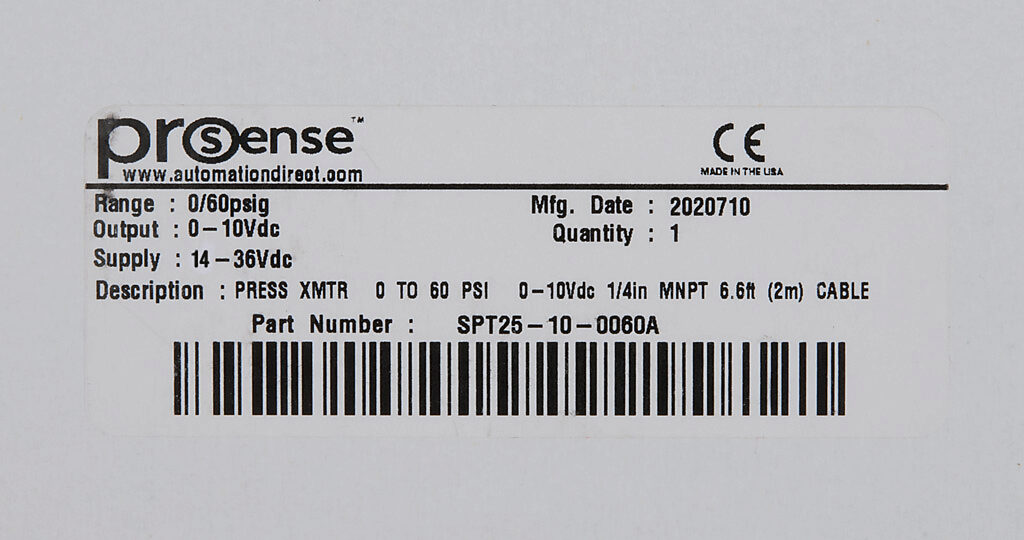 prosense™
CE
www.automationdirect.com
MADE IN THE USA
Range : 0/60psig
Mfg. Date : 2020710
Output : 0-10Vdc
Quantity : 1
Supply : 14-36Vdc
Description : PRESS XMTR 0 TO 60 PSI 0-10Vdc 1/4in MNPT 6.6ft (2m) CABLE
Part Number : SPT25-10-0060A